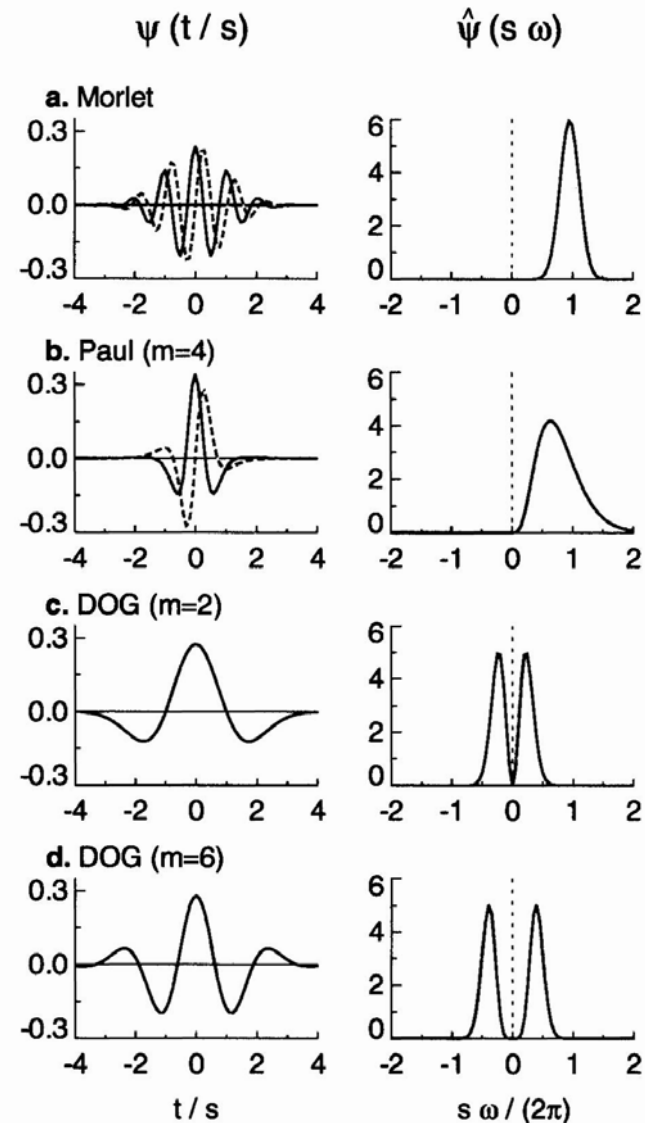 ψ (t / s)
ψ̂ (s ω)
a. Morlet
0.3
0.0
-0.3
-4 -2 0 2 4
6
4
2
0
-2 -1 0 1 2
b. Paul (m=4)
0.3
0.0
-0.3
-4 -2 0 2 4
6
4
2
0
-2 -1 0 1 2
c. DOG (m=2)
0.3
0.0
-0.3
-4 -2 0 2 4
6
4
2
0
-2 -1 0 1 2
d. DOG (m=6)
0.3
0.0
-0.3
-4 -2 0 2 4
6
4
2
0
-2 -1 0 1 2
t / s
s ω / (2π)